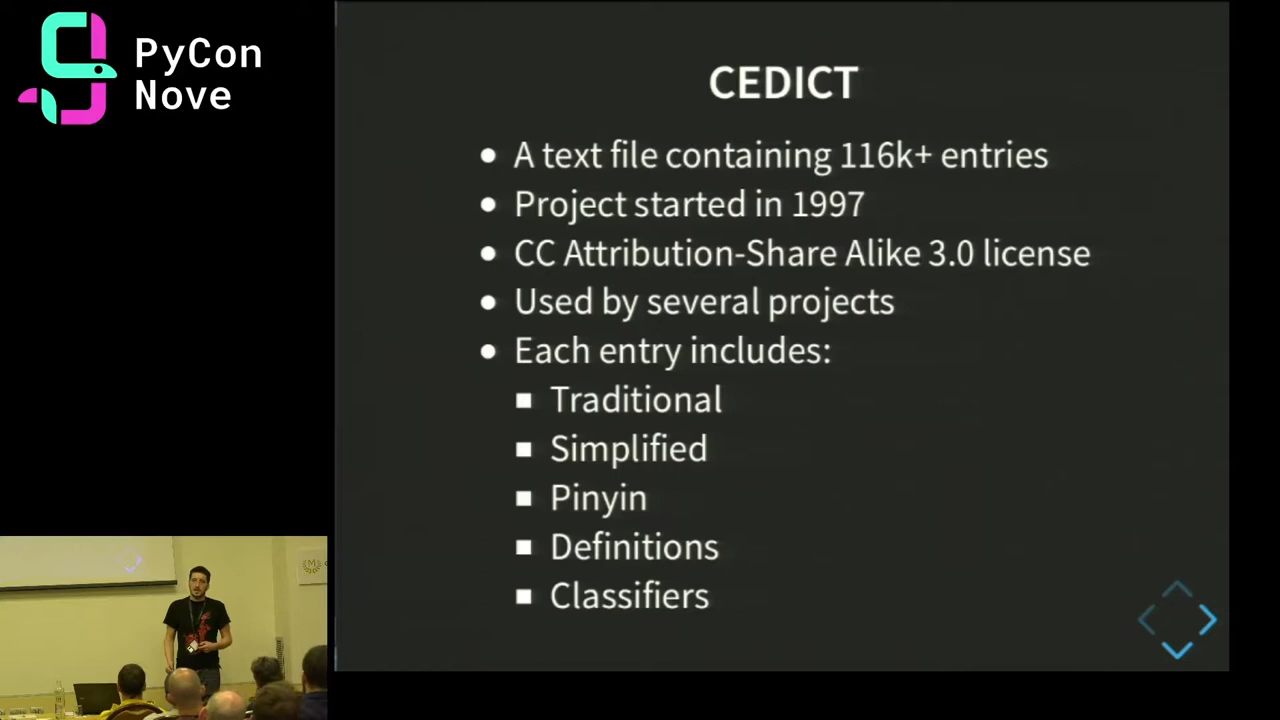 PyCon
Nove
CEDICT
A text file containing 116k+ entries
Project started in 1997
CC Attribution-Share Alike 3.0 license
Used by several projects
Each entry includes:
Traditional
Simplified
Pinyin
Definitions
Classifiers